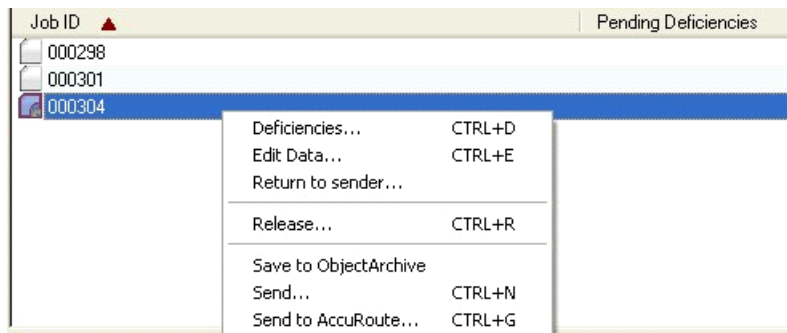 Job ID Pending Deficiencies
000298
000301
000304
Deficiencies... CTRL+D
Edit Data... CTRL+E
Return to sender...
Release... CTRL+R
Save to ObjectArchive
Send... CTRL+N
Send to AccuRoute... CTRL+G